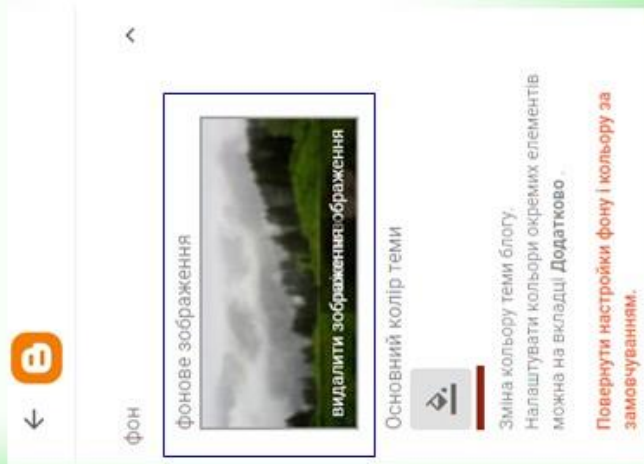 фон
фонове зображення
видалити зображення
Основний колір теми
Зміна кольору теми блогу.
Налаштувати кольори окремих елементів
можна на вкладці Додатково .
Повернути настройки фону і кольору за
замовчуванням.